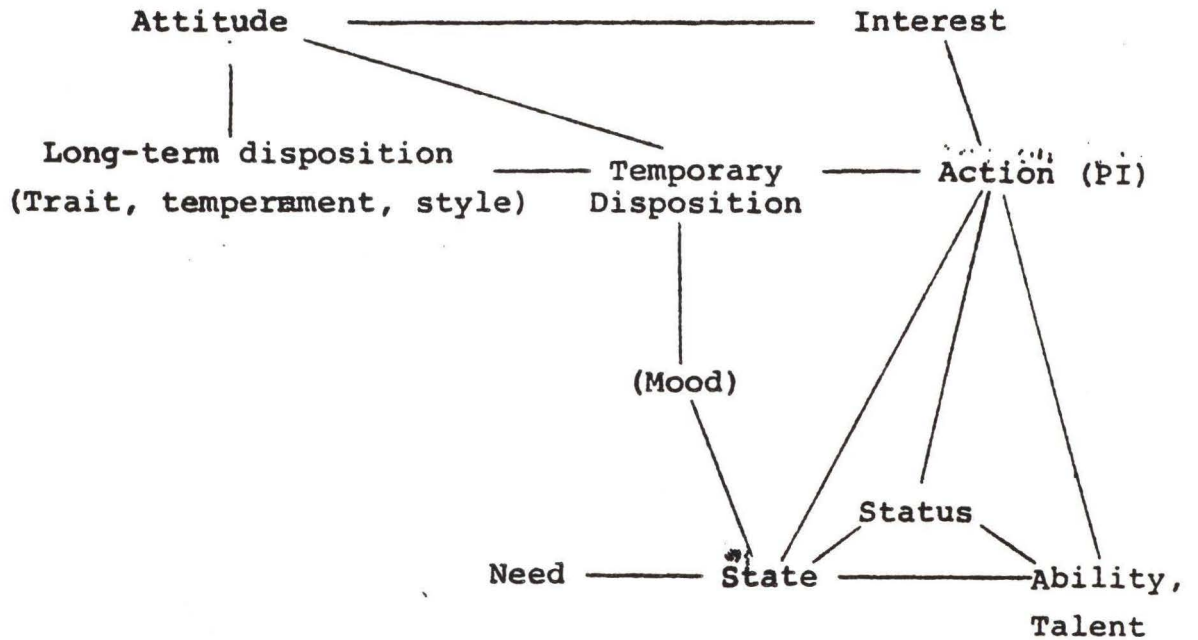 Attitude Interest
Long-term disposition
(Trait, temperament, style)
Temporary
Disposition
Action (PI)
(Mood)
Status
Need State Ability,
Talent